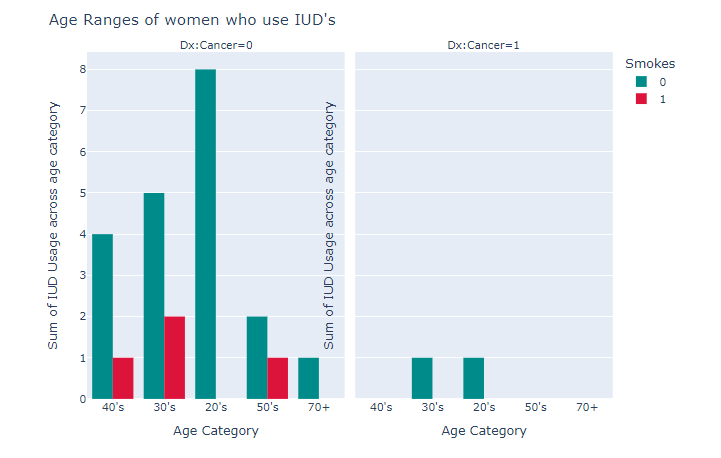 Age Ranges of women who use IUD's
Dx:Cancer=0
Dx:Cancer=1
Smokes
0
1
Sum of IUD Usage across age category
8
7
6
5
4
3
2
1
0
40's 30's 20's 50's 70+
Age Category
Sum of IUD Usage across age category
40's 30's 20's 50's 70+
Age Category